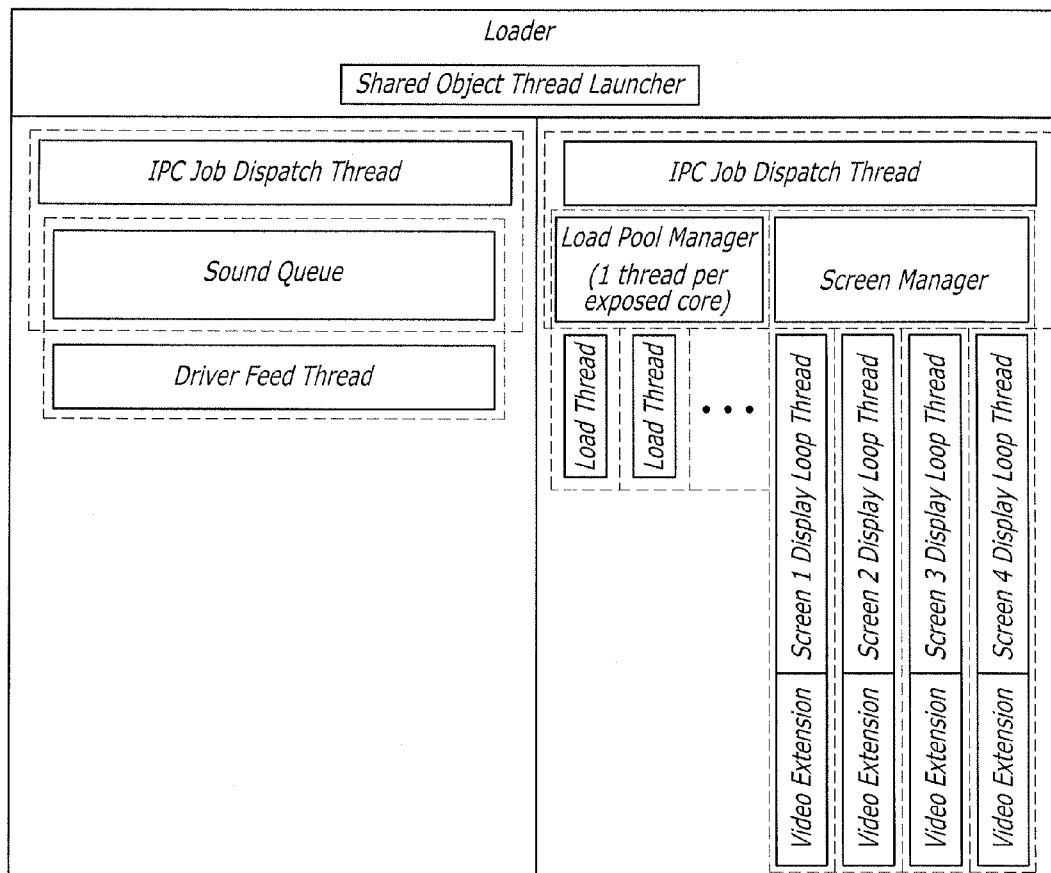 Loader
Shared Object Thread Launcher
IPC Job Dispatch Thread
Sound Queue
Driver Feed Thread
IPC Job Dispatch Thread
Load Pool Manager
(1 thread per
exposed core)
Screen Manager
Load Thread
Load Thread
• • •
Screen 1 Display Loop Thread
Screen 2 Display Loop Thread
Screen 3 Display Loop Thread
Screen 4 Display Loop Thread
Video Extension
Video Extension
Video Extension
Video Extension